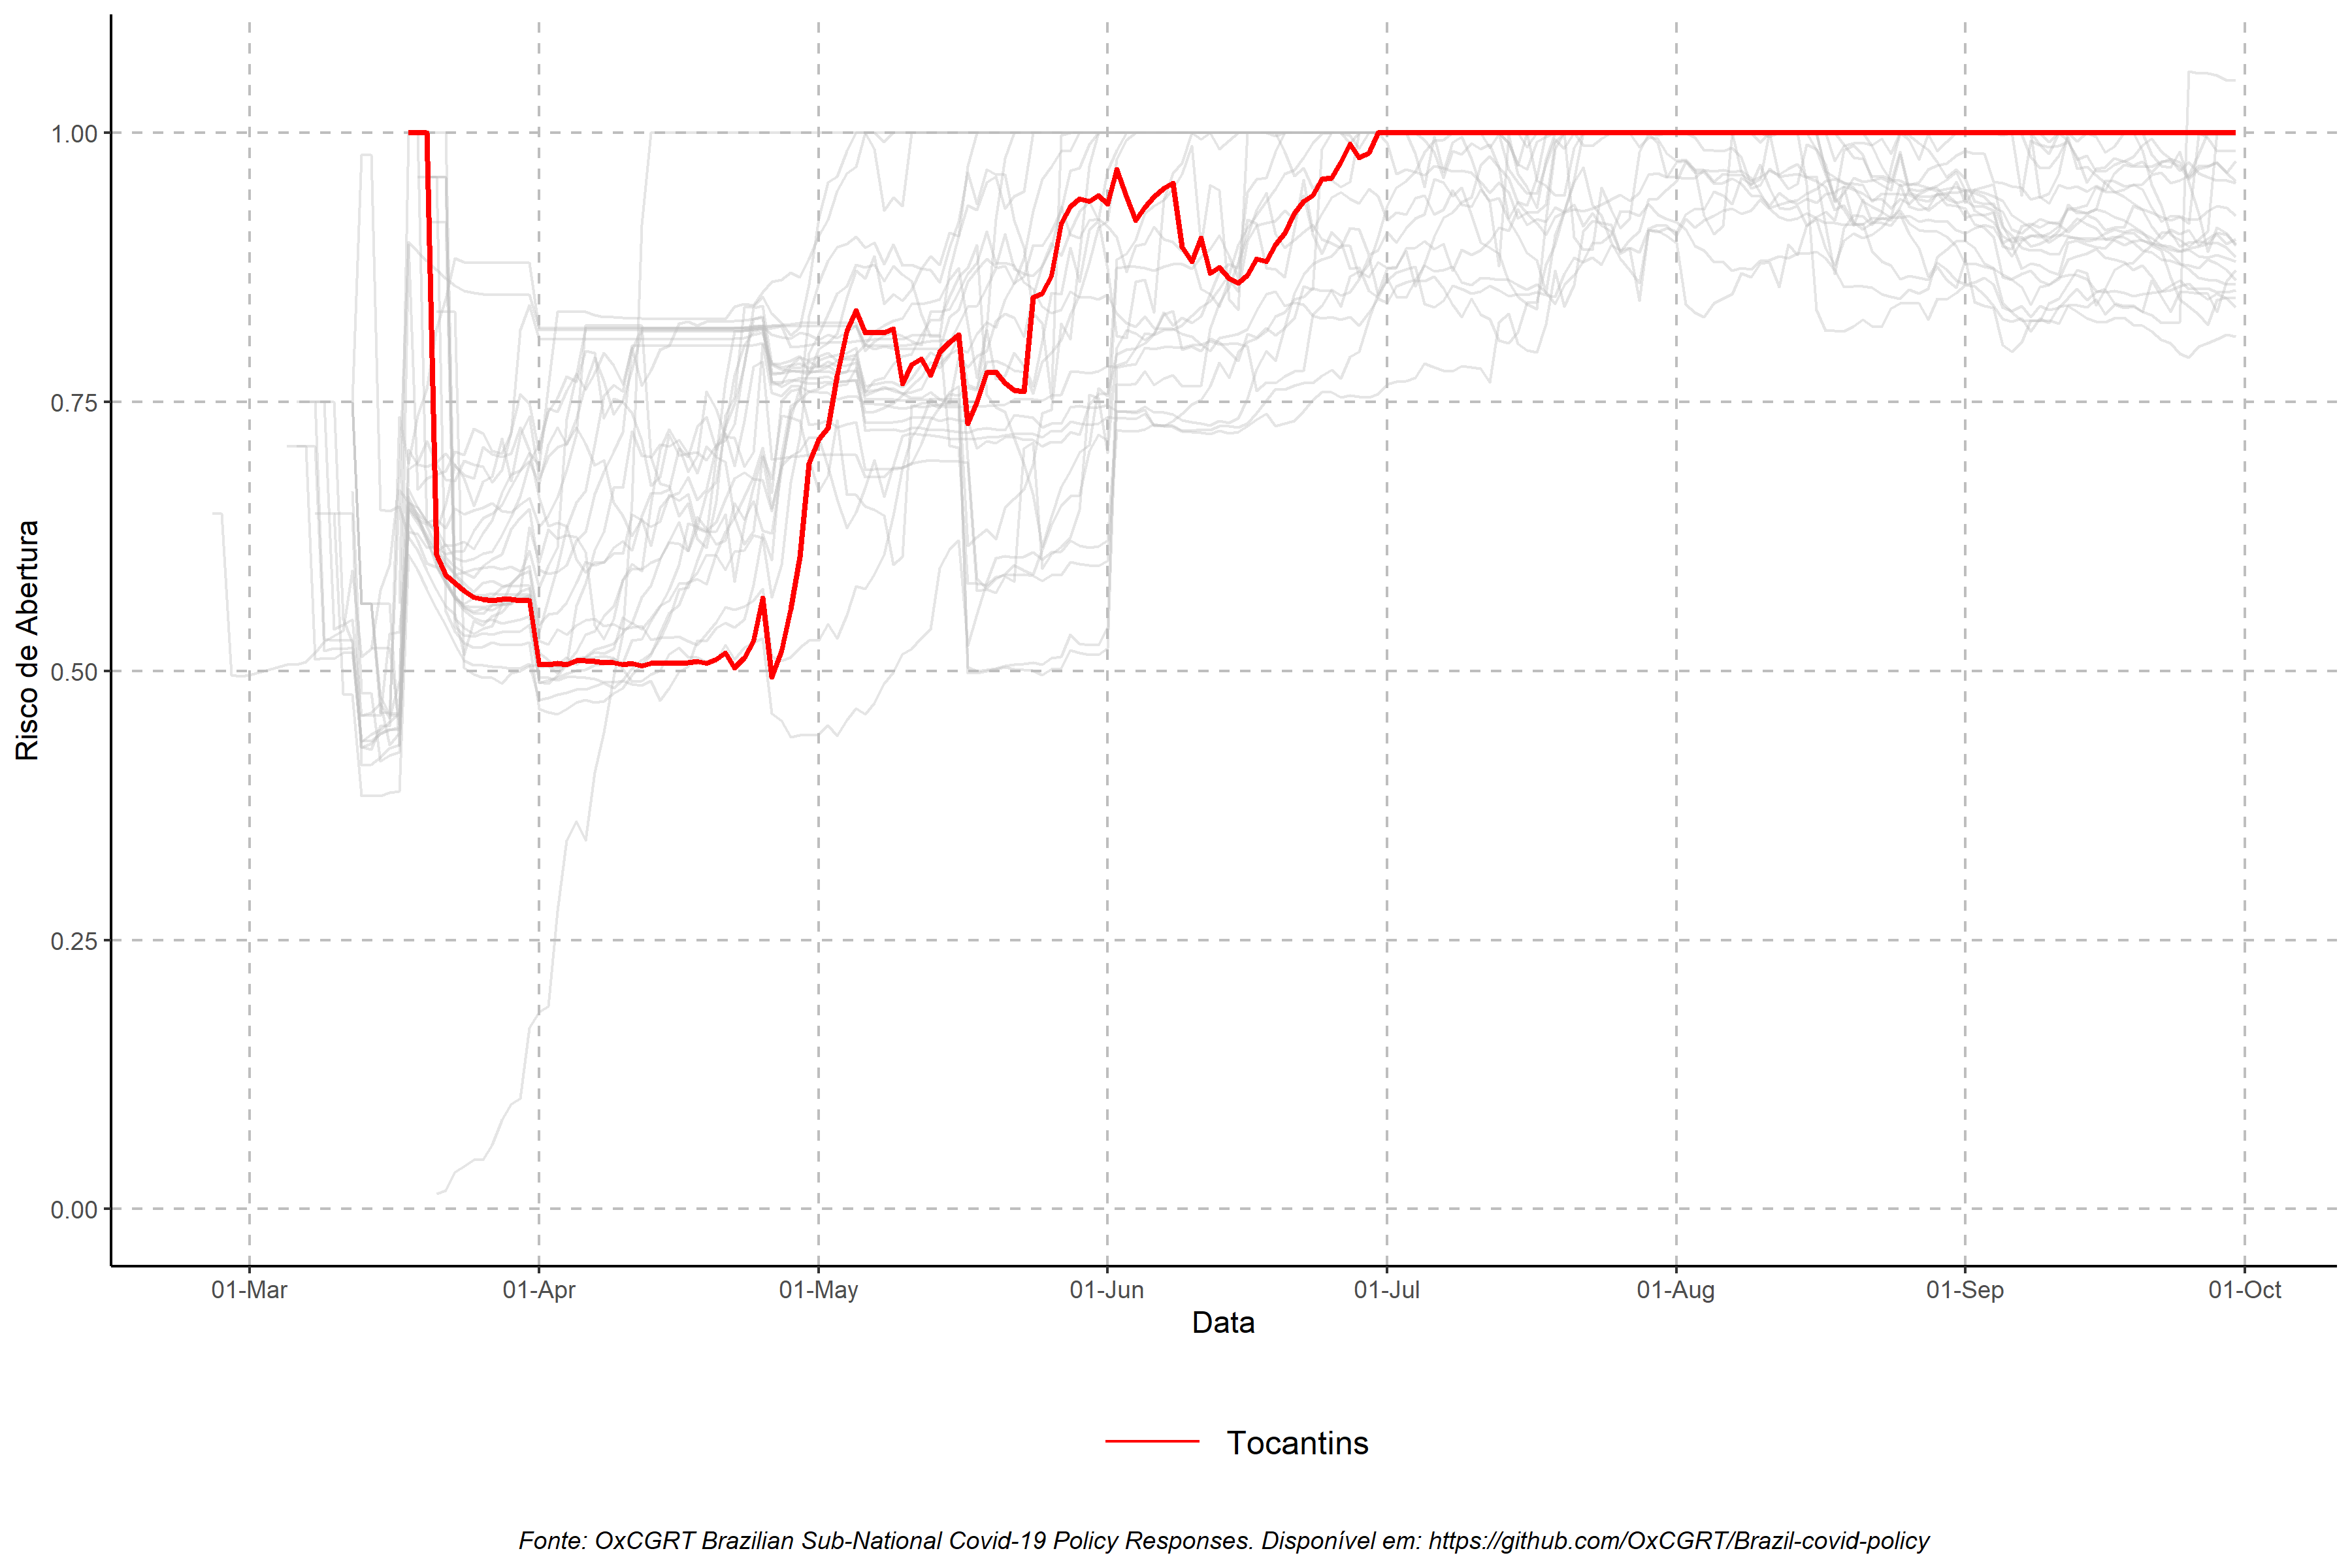 Risco de Abertura
1.00
0.75
0.50
0.25
0.00
01-Mar 01-Apr 01-May 01-Jun 01-Jul 01-Aug 01-Sep 01-Oct
Data
Tocantins
Fonte: OxCGRT Brazilian Sub-National Covid-19 Policy Responses. Disponível em: https://github.com/OxCGRT/Brazil-covid-policy